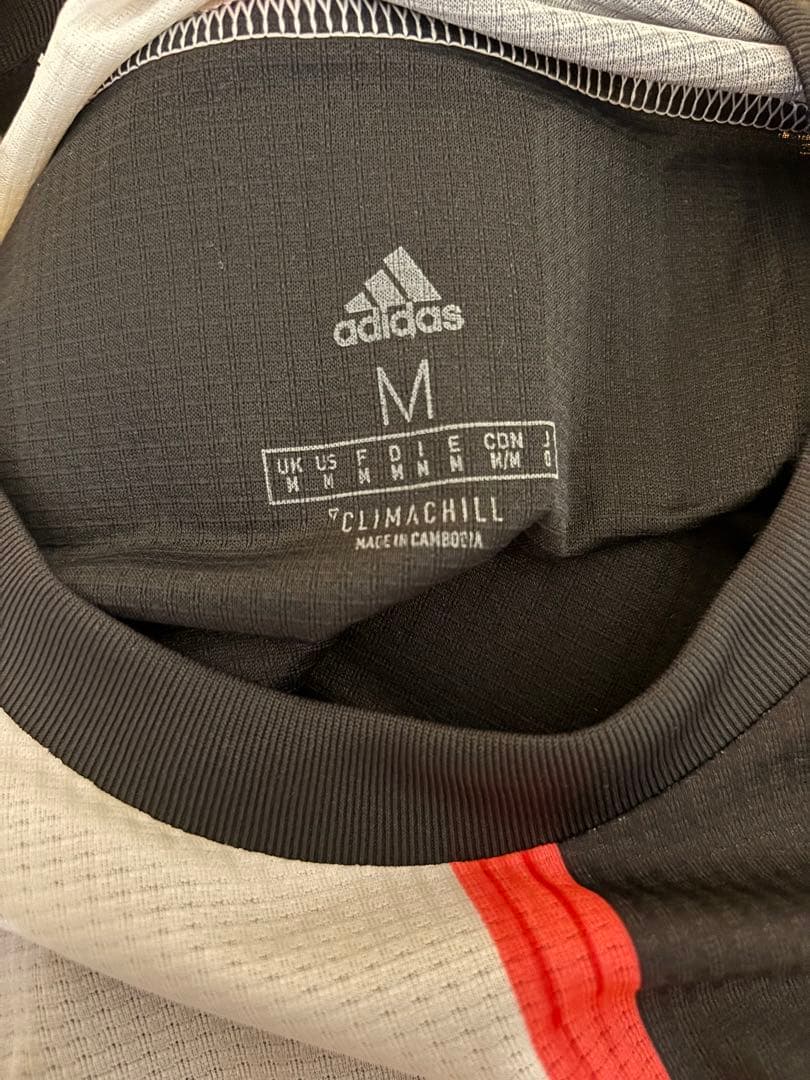 adidas
M
UK US F D I E CDN J
M M M M M M M/M O
CLIMACHILL
MADE IN CAMBODIA